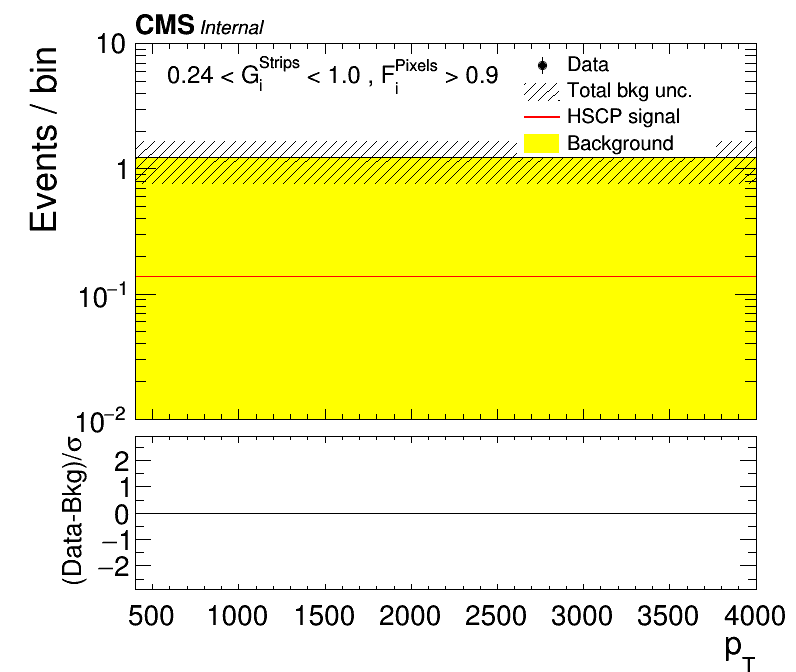 CMS Internal
Events / bin
10
1
10⁻¹
10⁻²
0.24 < G_i^Strips < 1.0 , F_i^Pixels > 0.9
Data
Total bkg unc.
HSCP signal
Background
(Data-Bkg)/σ
2
1
0
−1
−2
500 1000 1500 2000 2500 3000 3500 4000
p_T